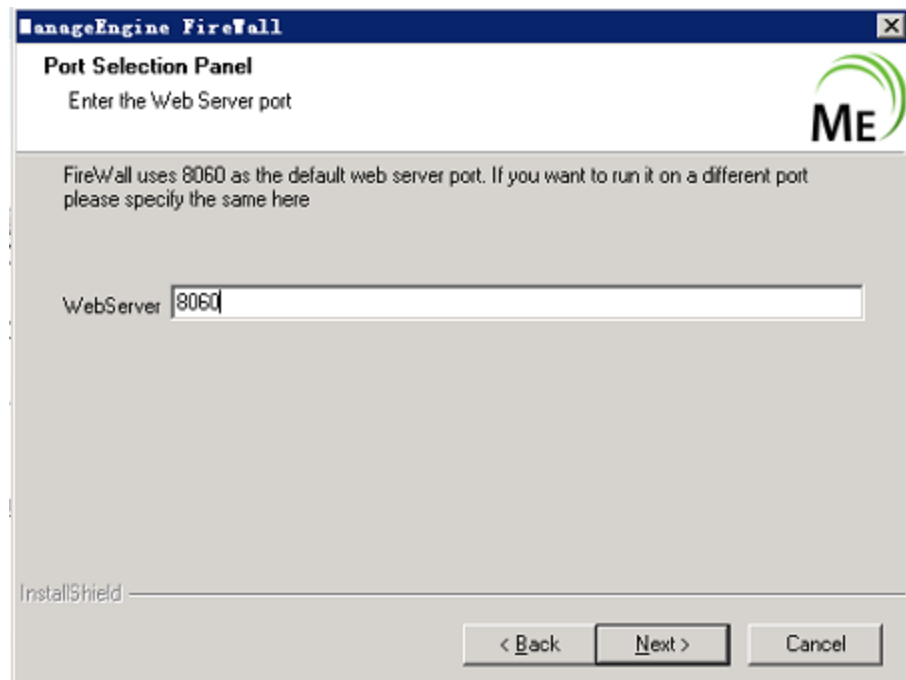 ManageEngine FireWall
Port Selection Panel
Enter the Web Server port
ME
FireWall uses 8060 as the default web server port. If you want to run it on a different port
please specify the same here
WebServer 8060
InstallShield
< Back Next > Cancel